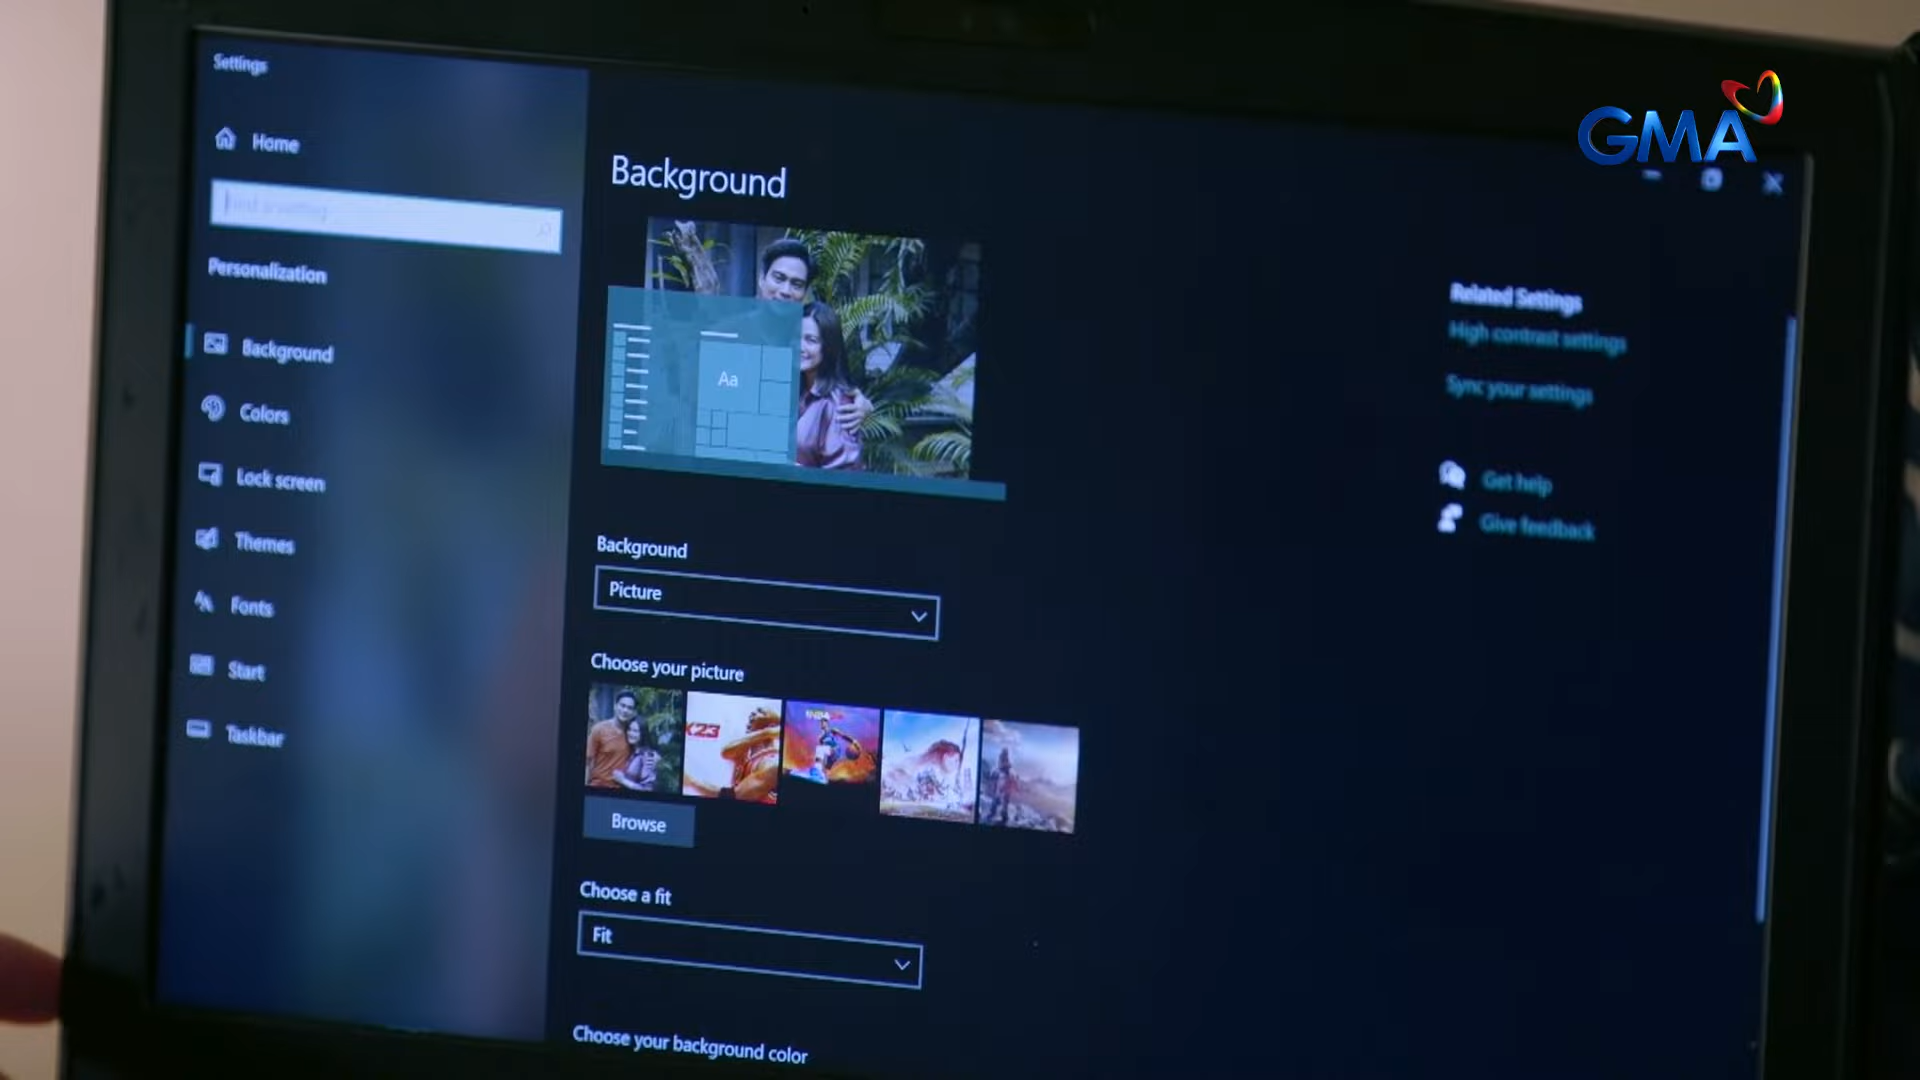 GMA
Settings
Home
Find a setting
Personalization
Background
Colors
Lock screen
Themes
Fonts
Start
Taskbar
Background
Aa
Background
Picture
Choose your picture
K23
Browse
Choose a fit
Fit
Choose your background color
Related Settings
High contrast settings
Sync your settings
Get help
Give feedback